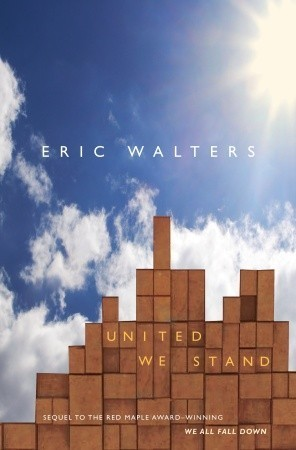 ERIC WALTERS
UNITED
WE STAND
SEQUEL TO THE RED MAPLE AWARD–WINNING
WE ALL FALL DOWN